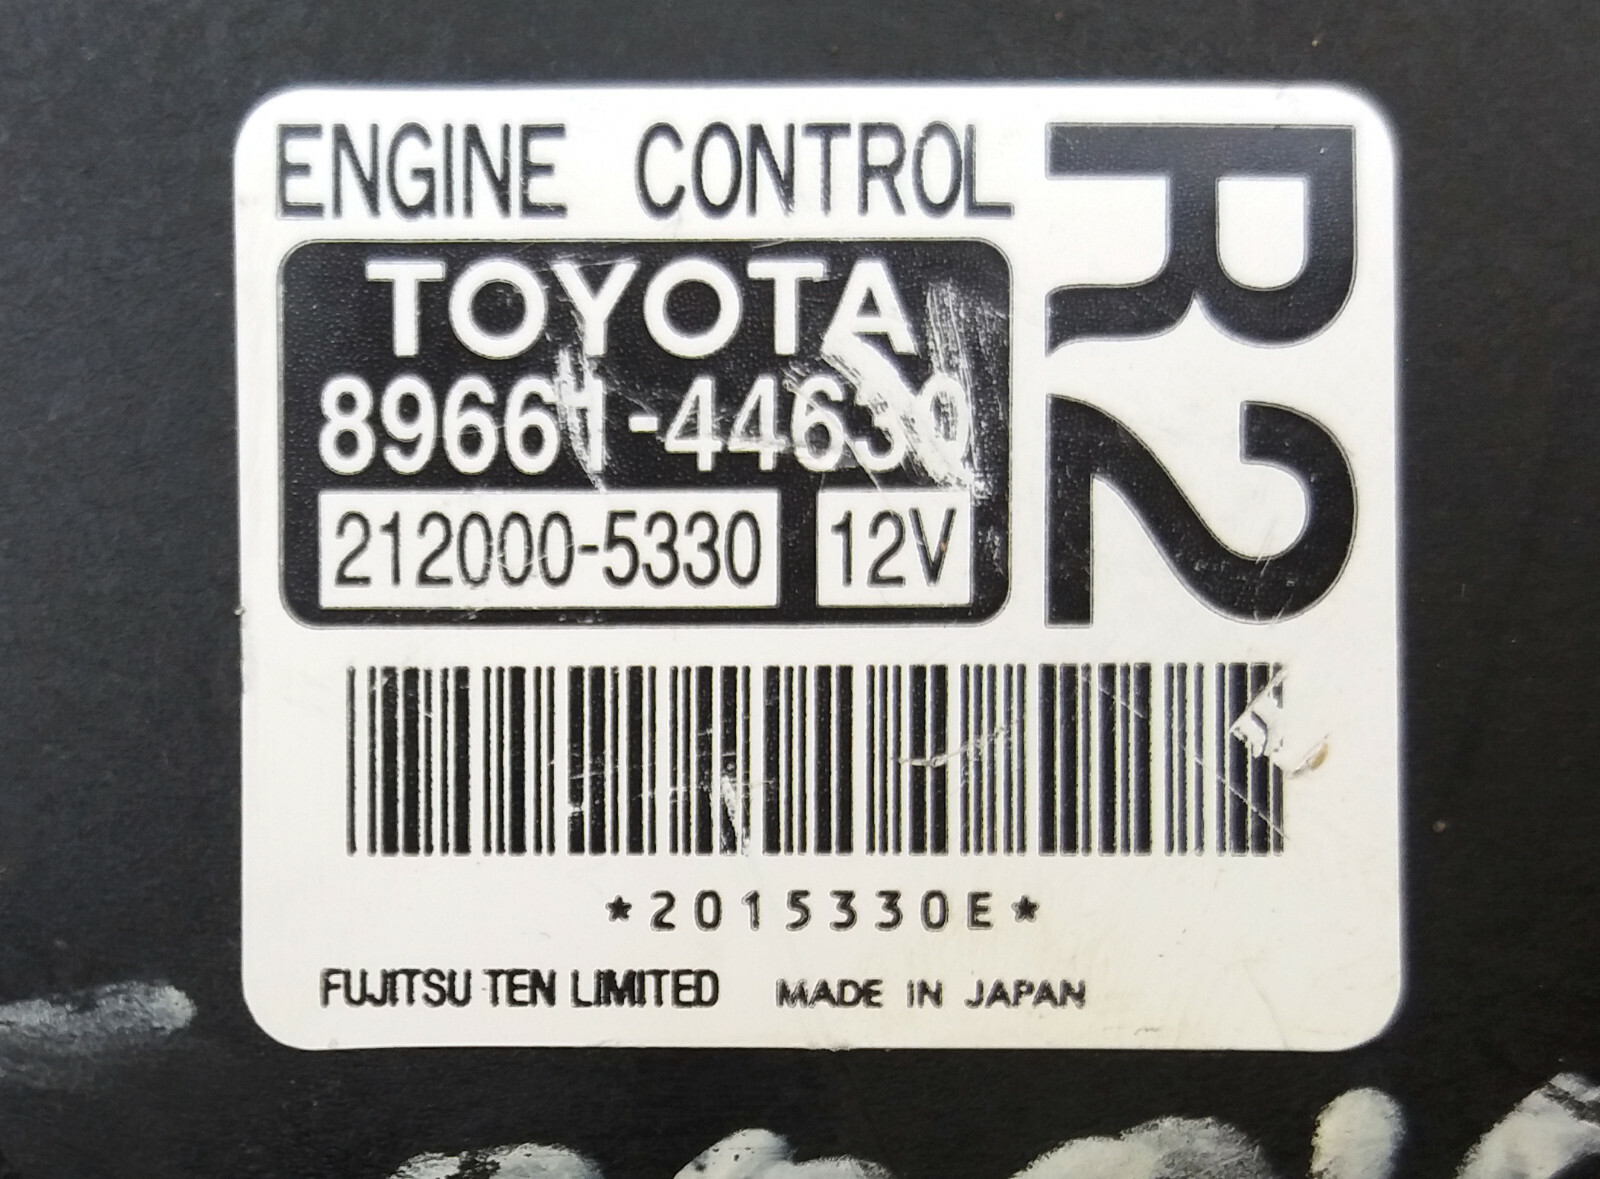 ENGINE CONTROL
R2
TOYOTA
89661-44630
212000-5330 12V
*2015330E*
FUJITSU TEN LIMITED MADE IN JAPAN